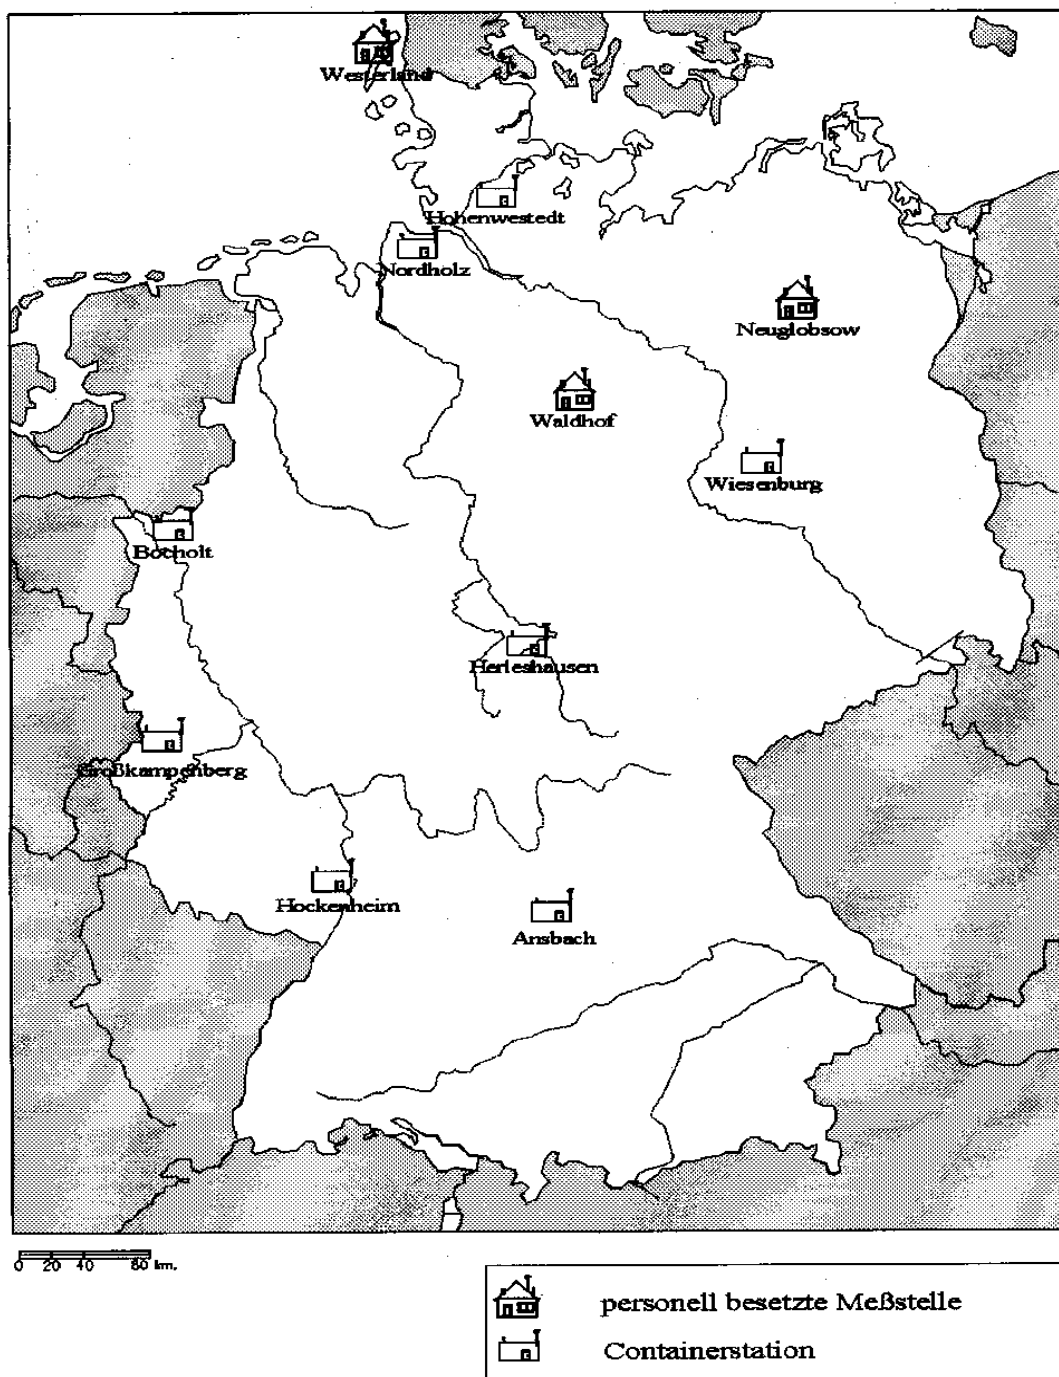 Westerland
Hohenwestedt
Nordholz
Neuglobsow
Waldhof
Wiesenburg
Bocholt
Herleshausen
Großkampenberg
Hockenheim
Ansbach
0 20 40 80 km.
personell besetzte Meßstelle
Containerstation